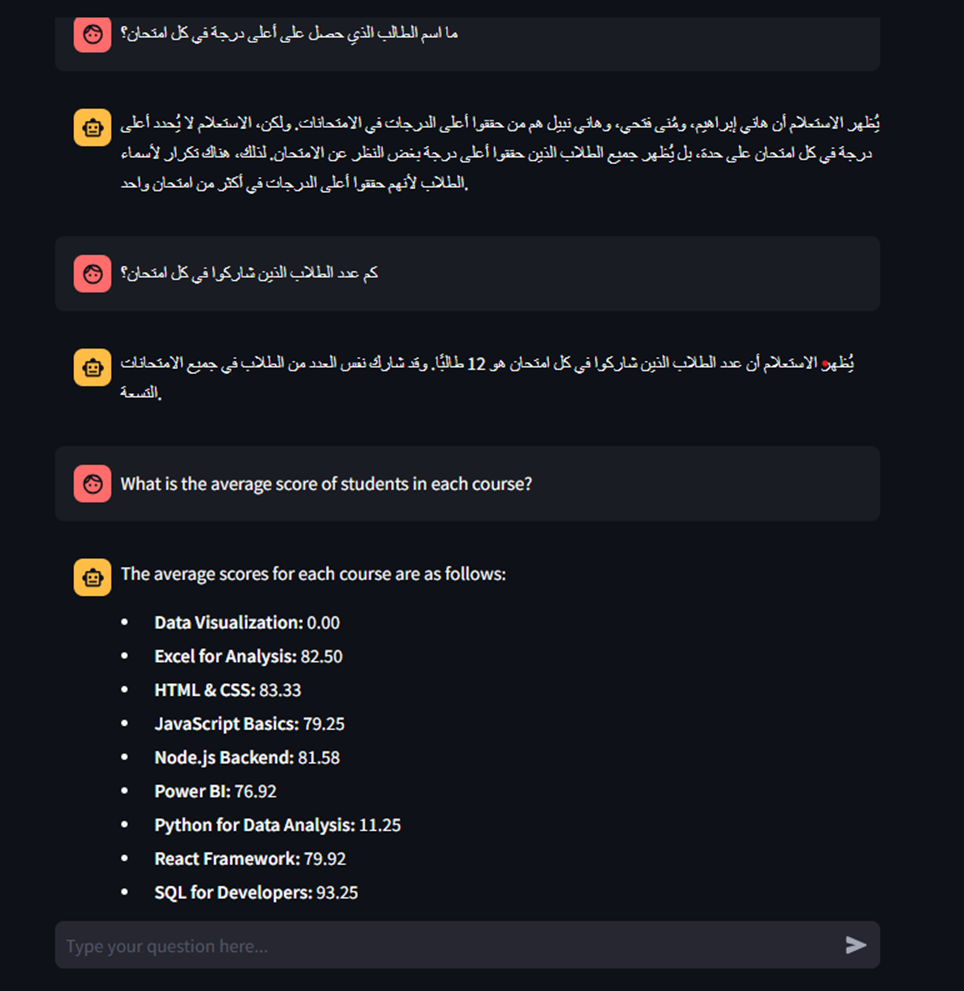 ما اسم الطالب الذي حصل على أعلى درجة في كل امتحان؟
يُظهر الاستعلام أن هاني إبراهيم، ومُنى فتحي، وهاني نبيل هم من حققوا أعلى الدرجات في الامتحانات. ولكن، الاستعلام لا يُحدد أعلى
درجة في كل امتحان على حدة، بل يُظهر جميع الطلاب الذين حققوا أعلى درجة بغض النظر عن الامتحان. لذلك، هناك تكرار لأسماء
الطلاب لأنهم حققوا أعلى الدرجات في أكثر من امتحان واحد.
كم عدد الطلاب الذين شاركوا في كل امتحان؟
يُظهر الاستعلام أن عدد الطلاب الذين شاركوا في كل امتحان هو 12 طالبًا. وقد شارك نفس العدد من الطلاب في جميع الامتحانات
التسعة.
What is the average score of students in each course?
The average scores for each course are as follows:
• Data Visualization: 0.00
• Excel for Analysis: 82.50
• HTML & CSS: 83.33
• JavaScript Basics: 79.25
• Node.js Backend: 81.58
• Power BI: 76.92
• Python for Data Analysis: 11.25
• React Framework: 79.92
• SQL for Developers: 93.25
Type your question here...